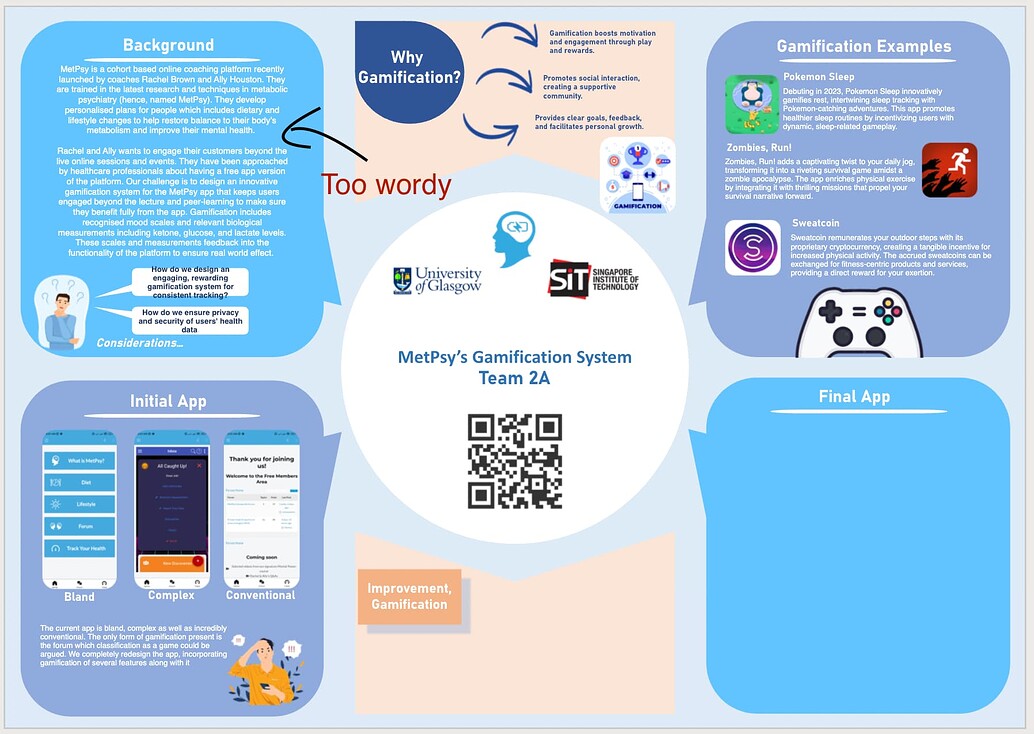 Background
MetPsy is a cohort based online coaching platform recently
launched by coaches Rachel Brown and Ally Houston. They
are trained in the latest research and techniques in metabolic
psychiatry (hence, named MetPsy). They develop
personalised plans for people which includes dietary and
lifestyle changes to help restore balance to their body's
metabolism and improve their mental health.
Rachel and Ally wants to engage their customers beyond the
live online sessions and events. They have been approached
by healthcare professionals about having a free app version
of the platform. Our challenge is to design an innovative
gamification system for the MetPsy app that keeps users
engaged beyond the lecture and peer-learning to make sure
they benefit fully from the app. Gamification includes
recognised mood scales and relevant biological
measurements including ketone, glucose, and lactate levels.
These scales and measurements feedback into the
functionality of the platform to ensure real world effect.
How do we design an
engaging, rewarding
gamification system for
consistent tracking?
How do we ensure privacy
and security of users' health
data
Considerations...
Too wordy
Why
Gamification?
Gamification boosts motivation
and engagement through play
and rewards.
Promotes social interaction,
creating a supportive
community.
Provides clear goals, feedback,
and facilitates personal growth.
GAMIFICATION
Gamification Examples
Pokemon Sleep
Debuting in 2023, Pokemon Sleep innovatively
gamifies rest, intertwining sleep tracking with
Pokemon-catching adventures. This app promotes
healthier sleep routines by incentivizing users with
dynamic, sleep-related gameplay.
Zombies, Run!
Zombies, Run! adds a captivating twist to your daily jog,
transforming it into a riveting survival game amidst a
zombie apocalypse. The app enriches physical exercise
by integrating it with thrilling missions that propel your
survival narrative forward.
Sweatcoin
Sweatcoin remunerates your outdoor steps with its
proprietary cryptocurrency, creating a tangible incentive for
increased physical activity. The accrued sweatcoins can be
exchanged for fitness-centric products and services,
providing a direct reward for your exertion.
University
of Glasgow
SiT
SINGAPORE
INSTITUTE OF
TECHNOLOGY
MetPsy's Gamification System
Team 2A
Initial App
What is MetPsy?
Diet
Lifestyle
Forum
Track Your Health
Bland
Inbox
All Caught Up!
New Discussion
Complex
Thank you for joining
us!
Welcome to the Free Members
Area
Coming soon
Conventional
The current app is bland, complex as well as incredibly
conventional. The only form of gamification present is
the forum which classification as a game could be
argued. We completely redesign the app, incorporating
gamification of several features along with it
!!!
Improvement,
Gamification
Final App